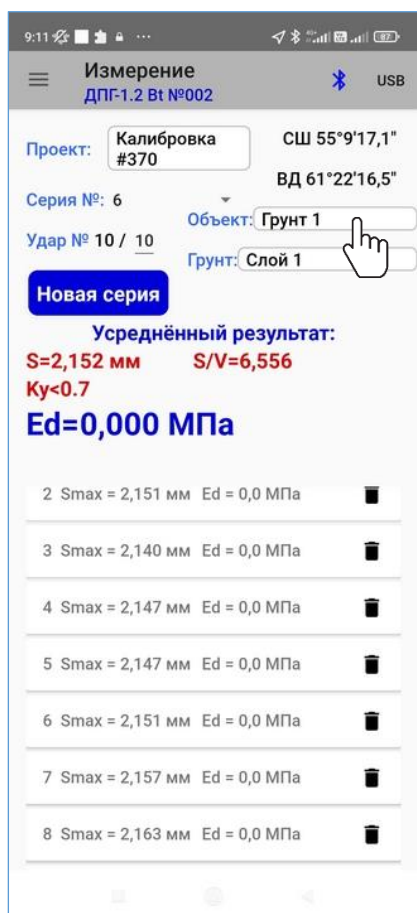 9:11
87
Измерение
ДПГ-1.2 Bt №002
USB
Проект: Калибровка #370
СШ 55°9'17,1"
ВД 61°22'16,5"
Серия №: 6
Объект: Грунт 1
Удар № 10 / 10
Грунт: Слой 1
Новая серия
Усреднённый результат:
S=2,152 мм S/V=6,556
Ky<0.7
Ed=0,000 МПа
2 Smax = 2,151 мм Ed = 0,0 МПа
3 Smax = 2,140 мм Ed = 0,0 МПа
4 Smax = 2,147 мм Ed = 0,0 МПа
5 Smax = 2,147 мм Ed = 0,0 МПа
6 Smax = 2,151 мм Ed = 0,0 МПа
7 Smax = 2,157 мм Ed = 0,0 МПа
8 Smax = 2,163 мм Ed = 0,0 МПа